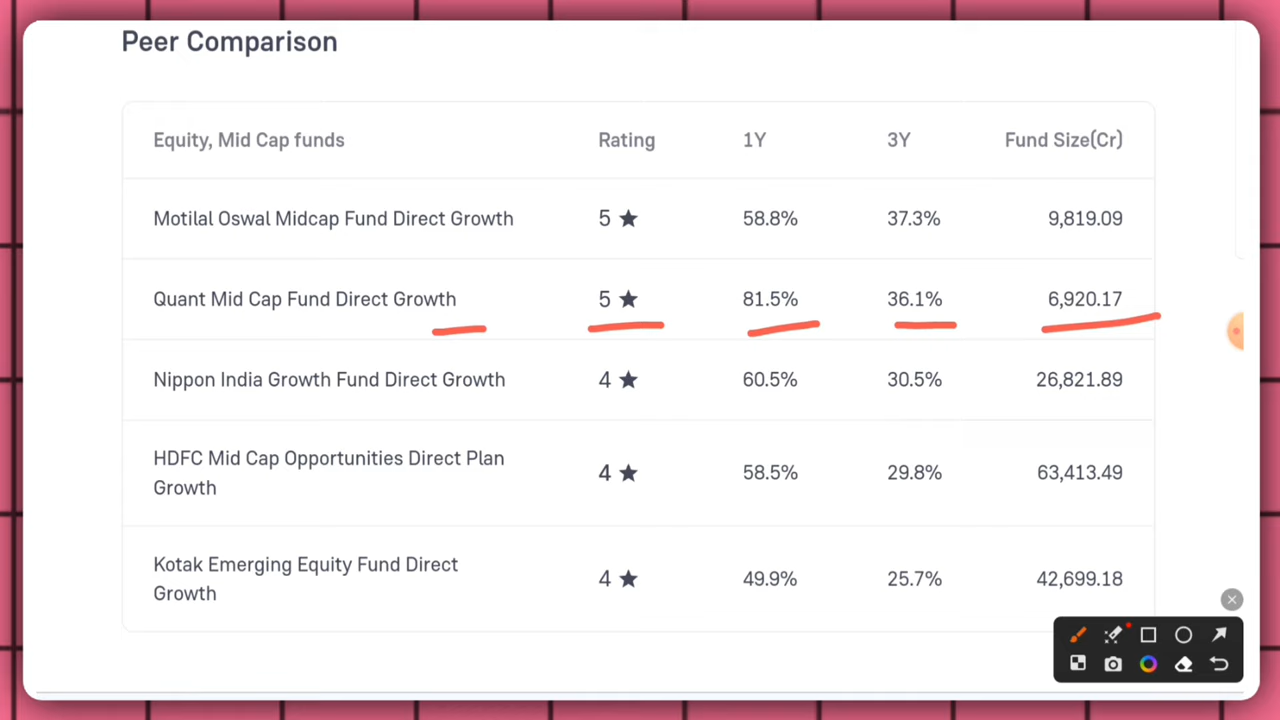 Peer Comparison
Equity, Mid Cap funds Rating 1Y 3Y Fund Size(Cr)
Motilal Oswal Midcap Fund Direct Growth 5 ★ 58.8% 37.3% 9,819.09
Quant Mid Cap Fund Direct Growth 5 ★ 81.5% 36.1% 6,920.17
Nippon India Growth Fund Direct Growth 4 ★ 60.5% 30.5% 26,821.89
HDFC Mid Cap Opportunities Direct Plan
Growth 4 ★ 58.5% 29.8% 63,413.49
Kotak Emerging Equity Fund Direct
Growth 4 ★ 49.9% 25.7% 42,699.18